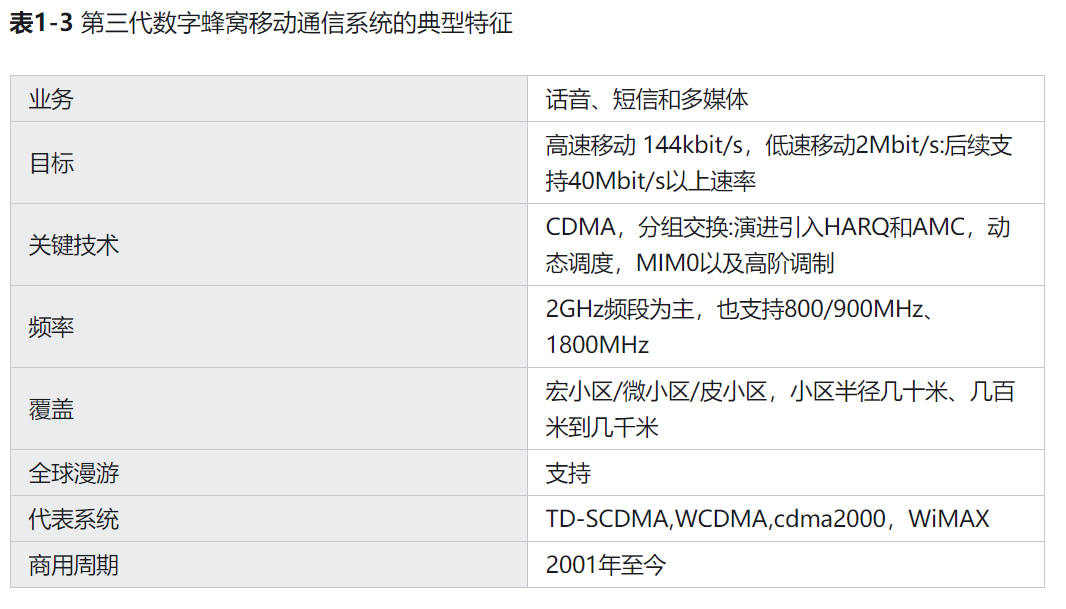 表1-3 第三代数字蜂窝移动通信系统的典型特征
业务
话音、短信和多媒体
目标
高速移动 144kbit/s，低速移动2Mbit/s:后续支
持40Mbit/s以上速率
关键技术
CDMA，分组交换:演进引入HARQ和AMC，动
态调度，MIM0以及高阶调制
频率
2GHz频段为主，也支持800/900MHz、
1800MHz
覆盖
宏小区/微小区/皮小区，小区半径几十米、几百
米到几千米
全球漫游
支持
代表系统
TD-SCDMA,WCDMA,cdma2000，WiMAX
商用周期
2001年至今